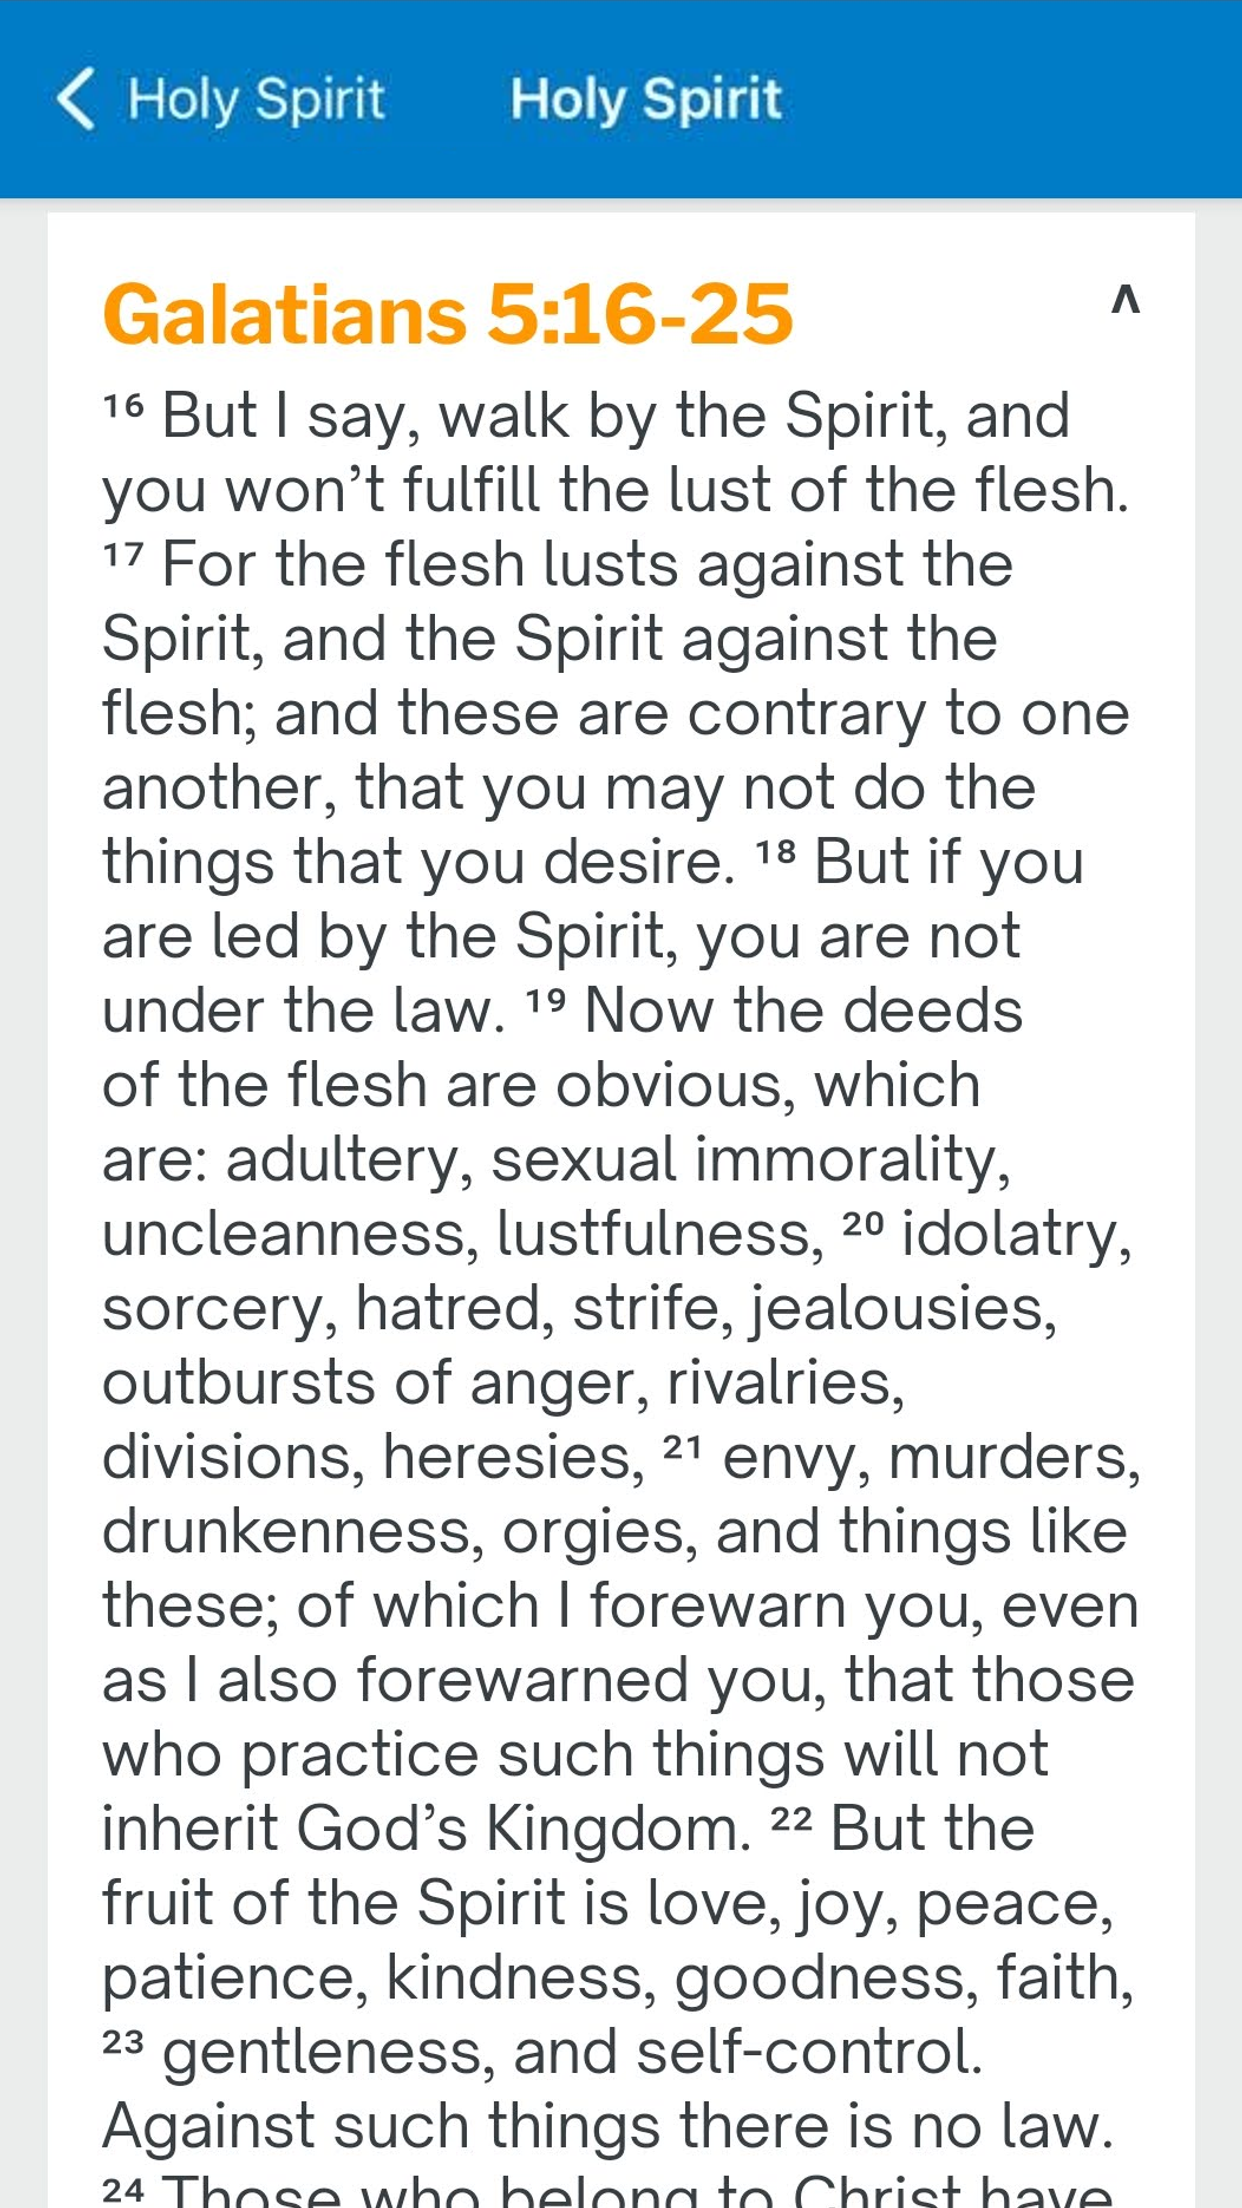 Holy Spirit Holy Spirit
Galatians 5:16-25 ʌ
¹⁶ But I say, walk by the Spirit, and
you won’t fulfill the lust of the flesh.
¹⁷ For the flesh lusts against the
Spirit, and the Spirit against the
flesh; and these are contrary to one
another, that you may not do the
things that you desire. ¹⁸ But if you
are led by the Spirit, you are not
under the law. ¹⁹ Now the deeds
of the flesh are obvious, which
are: adultery, sexual immorality,
uncleanness, lustfulness, ²⁰ idolatry,
sorcery, hatred, strife, jealousies,
outbursts of anger, rivalries,
divisions, heresies, ²¹ envy, murders,
drunkenness, orgies, and things like
these; of which I forewarn you, even
as I also forewarned you, that those
who practice such things will not
inherit God’s Kingdom. ²² But the
fruit of the Spirit is love, joy, peace,
patience, kindness, goodness, faith,
²³ gentleness, and self-control.
Against such things there is no law.
²⁴ Those who belong to Christ have